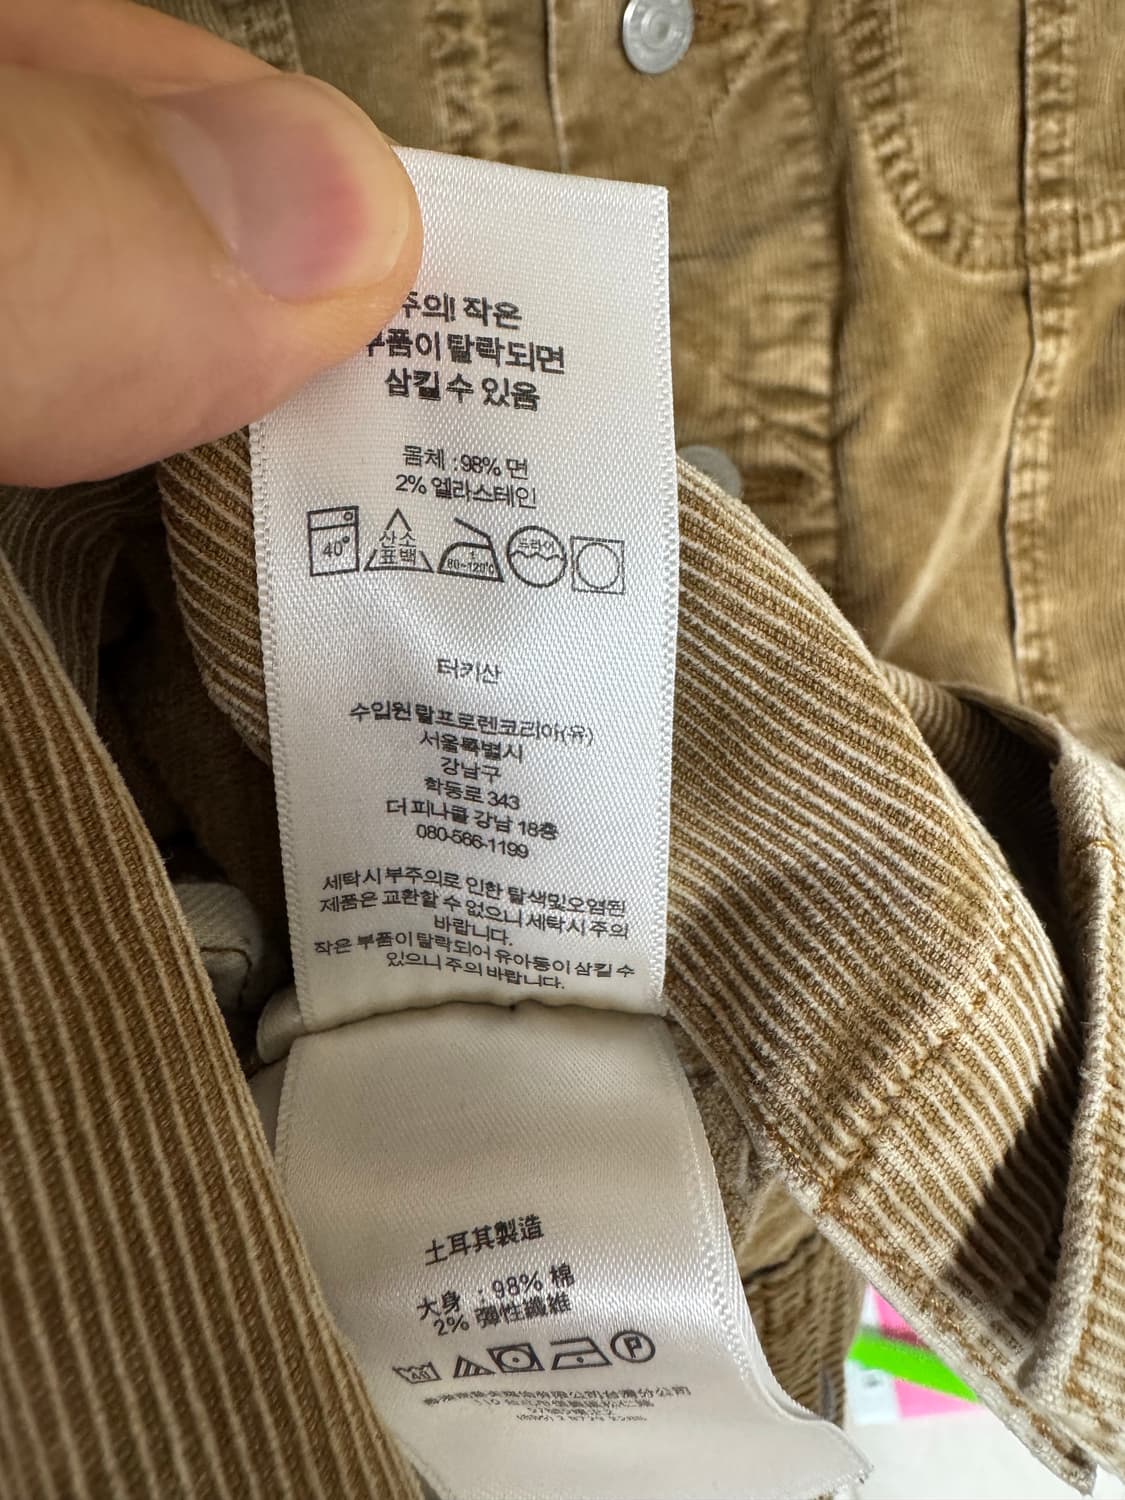 주의! 작은
부품이 탈락되면
삼킬 수 있음
몸체 : 98% 면
2% 엘라스테인
40°
산소
표백
80~120°C
드라이
터키산
수입원 랄프로렌코리아(유)
서울특별시
강남구
학동로 343
더 피나클 강남 18층
080-566-1199
세탁시 부주의로 인한 탈색및오염된
제품은 교환할 수 없으니 세탁시 주의
바랍니다.
작은 부품이 탈락되어 유아등이 삼킬 수
있으니 주의 바랍니다.
土耳其製造
大身 : 98% 棉
2% 彈性纖維
40
P